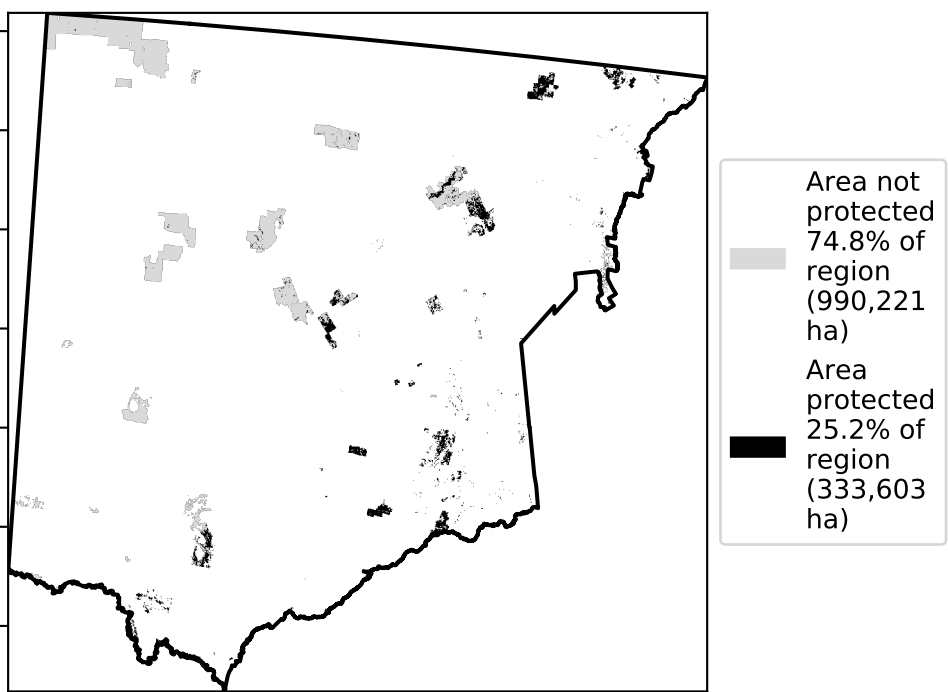 Area not
protected
74.8% of
region
(990,221
ha)
Area
protected
25.2% of
region
(333,603
ha)